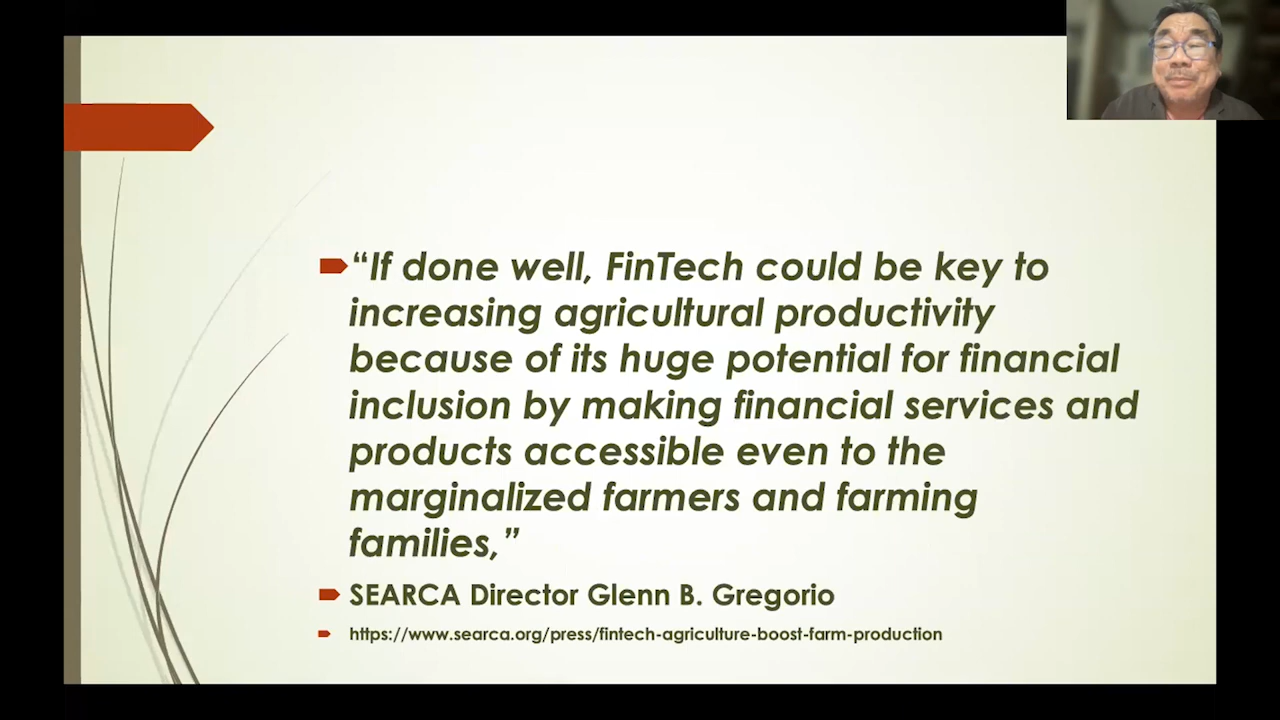 “If done well, FinTech could be key to
increasing agricultural productivity
because of its huge potential for financial
inclusion by making financial services and
products accessible even to the
marginalized farmers and farming
families,”
SEARCA Director Glenn B. Gregorio
https://www.searca.org/press/fintech-agriculture-boost-farm-production